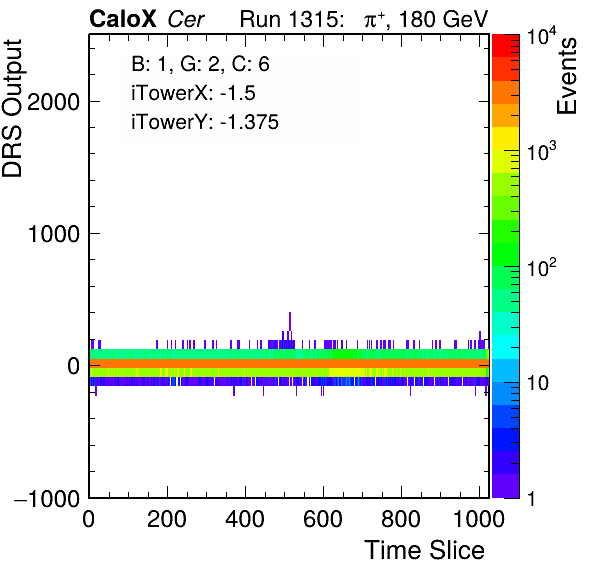 CaloX Cer Run 1315: π⁺, 180 GeV
DRS Output
Events
B: 1, G: 2, C: 6
iTowerX: -1.5
iTowerY: -1.375
2000
1000
0
−1000
0 200 400 600 800 1000
Time Slice
10⁴
10³
10²
10
1